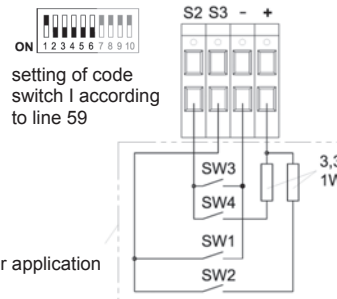 S2 S3 - +
ON 1 2 3 4 5 6 7 8 9 10
setting of code
switch I according
to line 59
SW3
3,3
1W
SW4
SW1
r application
SW2